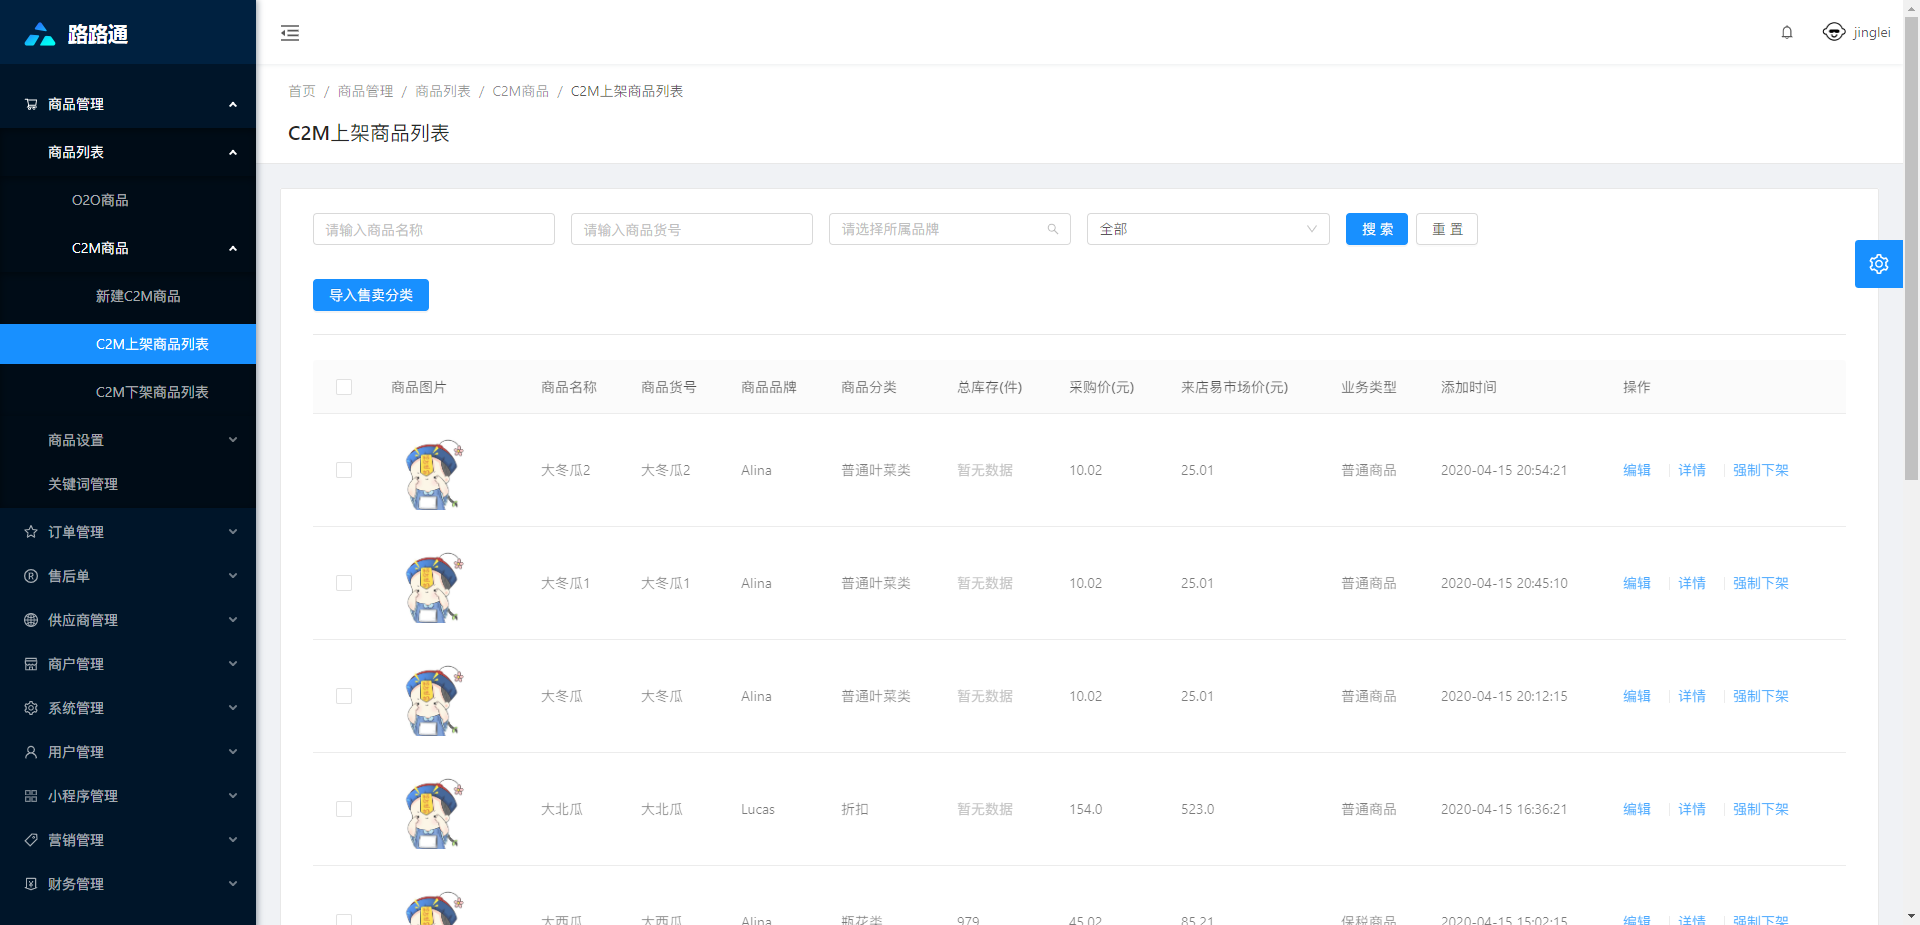 路路通
商品管理
商品列表
O2O商品
C2M商品
新建C2M商品
C2M上架商品列表
C2M下架商品列表
商品设置
关键词管理
订单管理
售后单
供应商管理
商户管理
系统管理
用户管理
小程序管理
营销管理
财务管理
jinglei
首页 / 商品管理 / 商品列表 / C2M商品 / C2M上架商品列表
C2M上架商品列表
请输入商品名称 请输入商品货号 请选择所属品牌 全部 搜 索 重 置
导入售卖分类
商品图片 商品名称 商品货号 商品品牌 商品分类 总库存(件) 采购价(元) 来店易市场价(元) 业务类型 添加时间 操作
大冬瓜2 大冬瓜2 Alina 普通叶菜类 暂无数据 10.02 25.01 普通商品 2020-04-15 20:54:21 编辑 详情 强制下架
大冬瓜1 大冬瓜1 Alina 普通叶菜类 暂无数据 10.02 25.01 普通商品 2020-04-15 20:45:10 编辑 详情 强制下架
大冬瓜 大冬瓜 Alina 普通叶菜类 暂无数据 10.02 25.01 普通商品 2020-04-15 20:12:15 编辑 详情 强制下架
大北瓜 大北瓜 Lucas 折扣 暂无数据 154.0 523.0 普通商品 2020-04-15 16:36:21 编辑 详情 强制下架
大西瓜 大西瓜 Alina 瓶花类 979 45.02 85.21 保税商品 2020-04-15 15:02:15 编辑 详情 强制下架